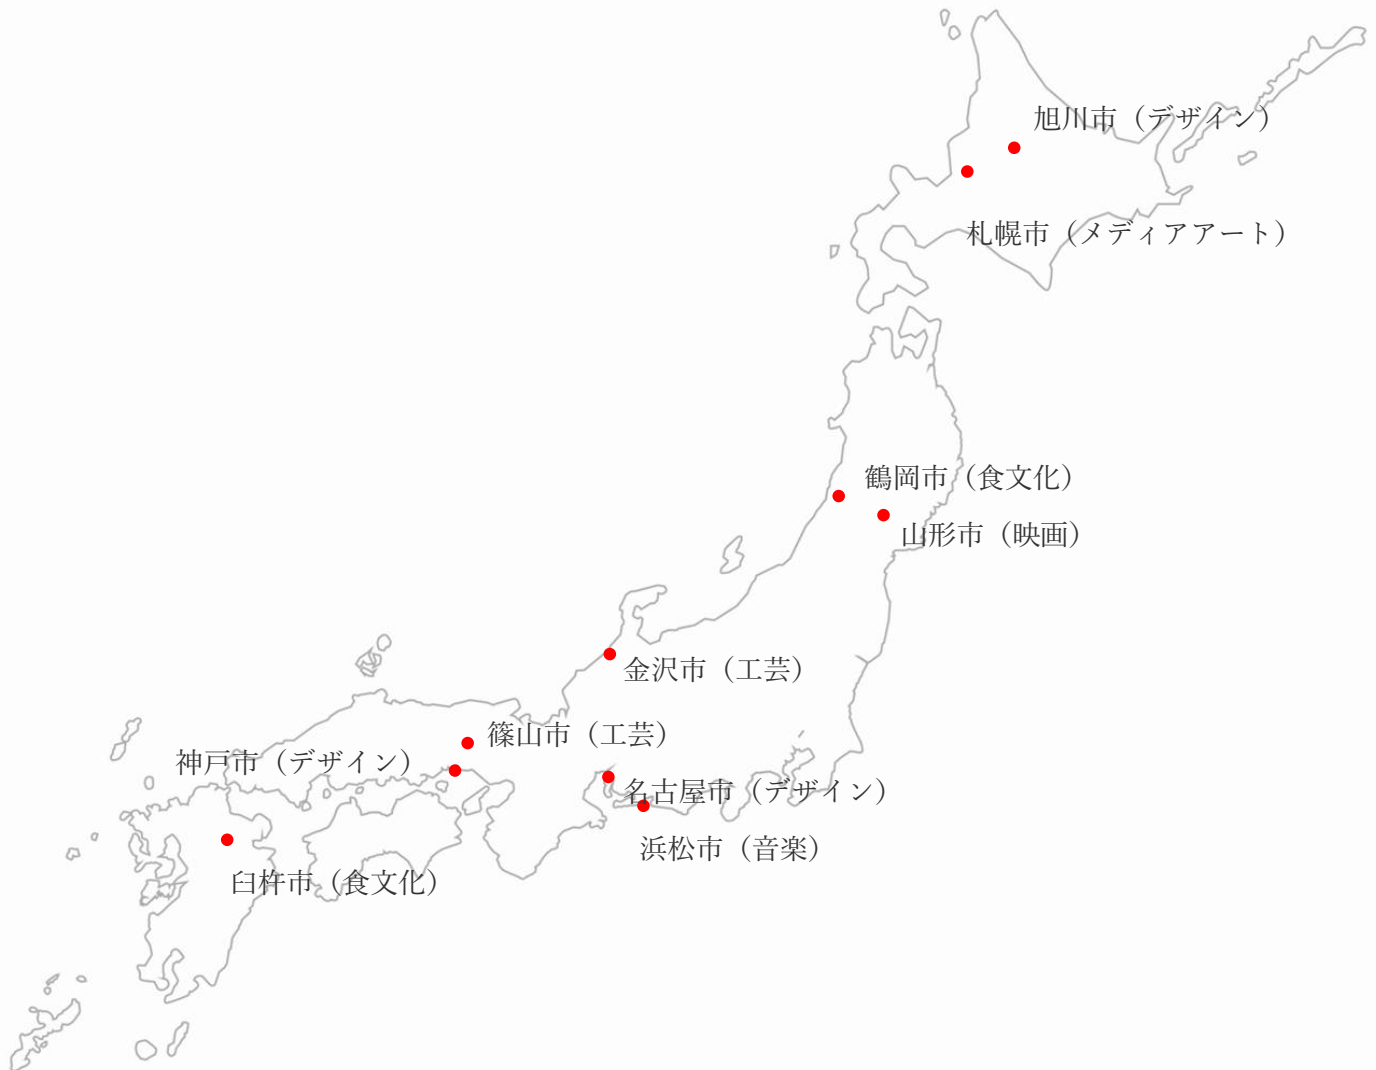 旭川市（デザイン）
札幌市（メディアアート）
鶴岡市（食文化）
山形市（映画）
金沢市（工芸）
篠山市（工芸）
神戸市（デザイン）
名古屋市（デザイン）
浜松市（音楽）
臼杵市（食文化）